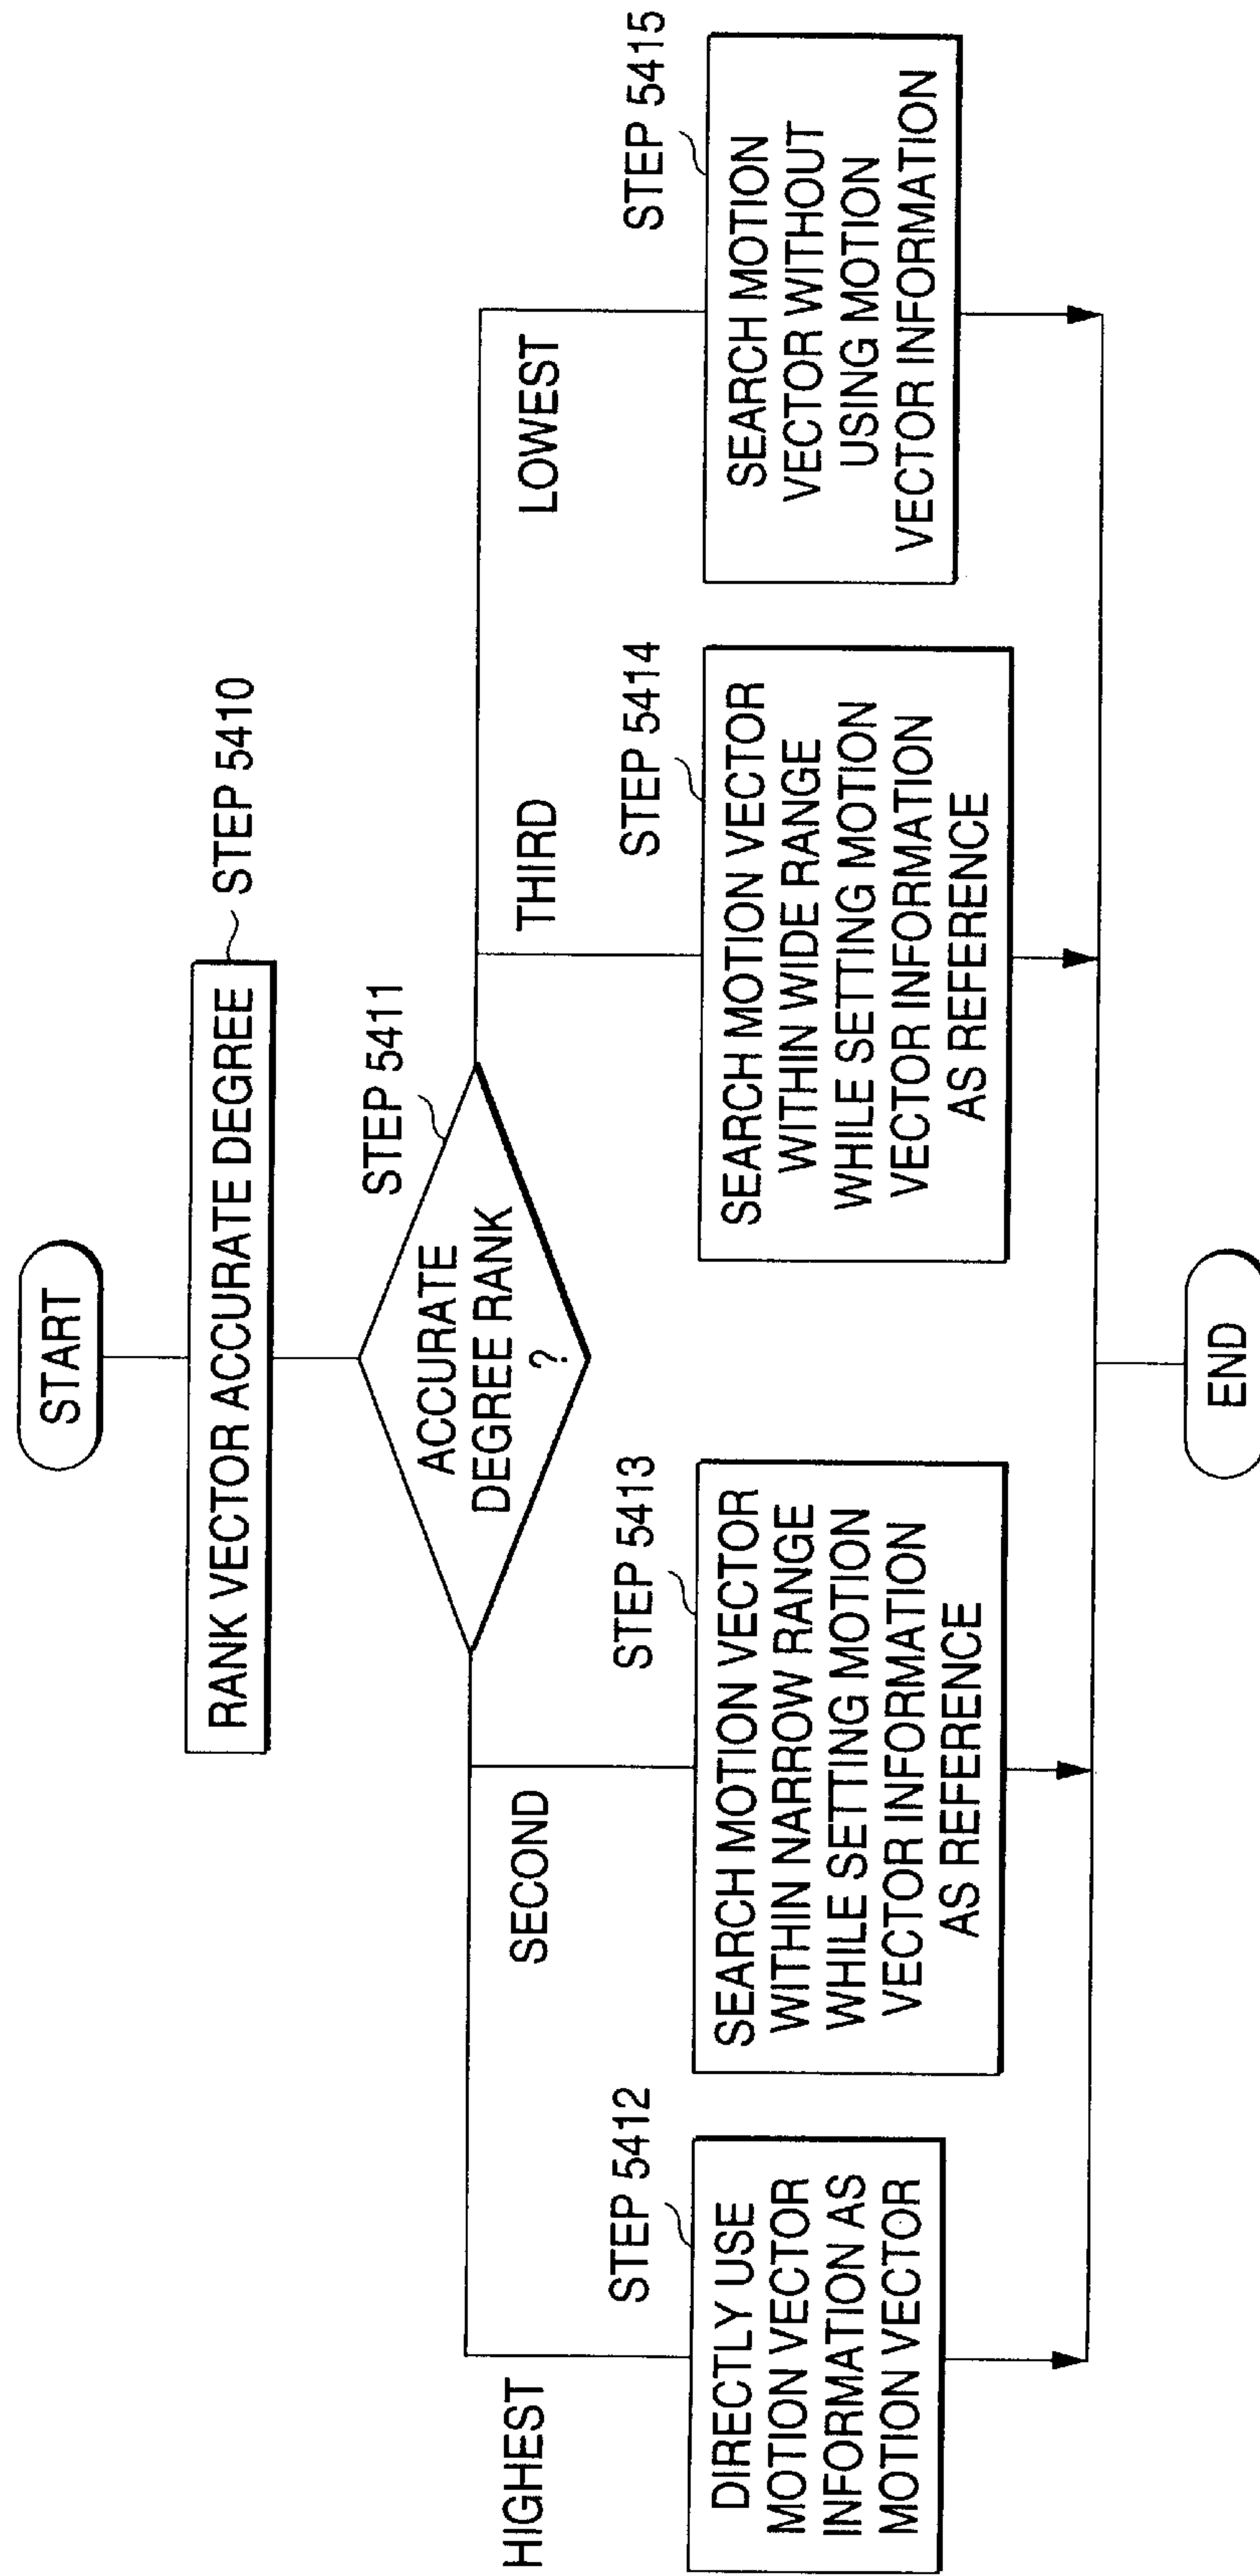 START
RANK VECTOR ACCURATE DEGREE
STEP 5410
STEP 5411
ACCURATE
DEGREE RANK
?
HIGHEST
SECOND
THIRD
LOWEST
STEP 5412
DIRECTLY USE
MOTION VECTOR
INFORMATION AS
MOTION VECTOR
STEP 5413
SEARCH MOTION VECTOR
WITHIN NARROW RANGE
WHILE SETTING MOTION
VECTOR INFORMATION
AS REFERENCE
STEP 5414
SEARCH MOTION VECTOR
WITHIN WIDE RANGE
WHILE SETTING MOTION
VECTOR INFORMATION
AS REFERENCE
STEP 5415
SEARCH MOTION
VECTOR WITHOUT
USING MOTION
VECTOR INFORMATION
END